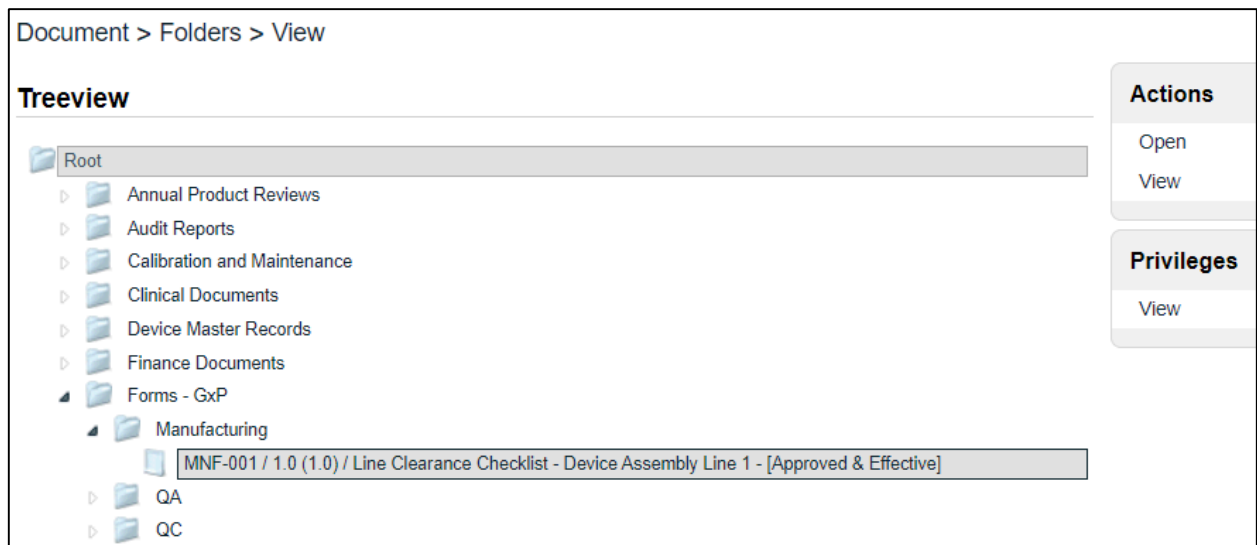 Document > Folders > View
Treeview
Root
Annual Product Reviews
Audit Reports
Calibration and Maintenance
Clinical Documents
Device Master Records
Finance Documents
Forms - GxP
Manufacturing
MNF-001 / 1.0 (1.0) / Line Clearance Checklist - Device Assembly Line 1 - [Approved & Effective]
QA
QC
Actions
Open
View
Privileges
View